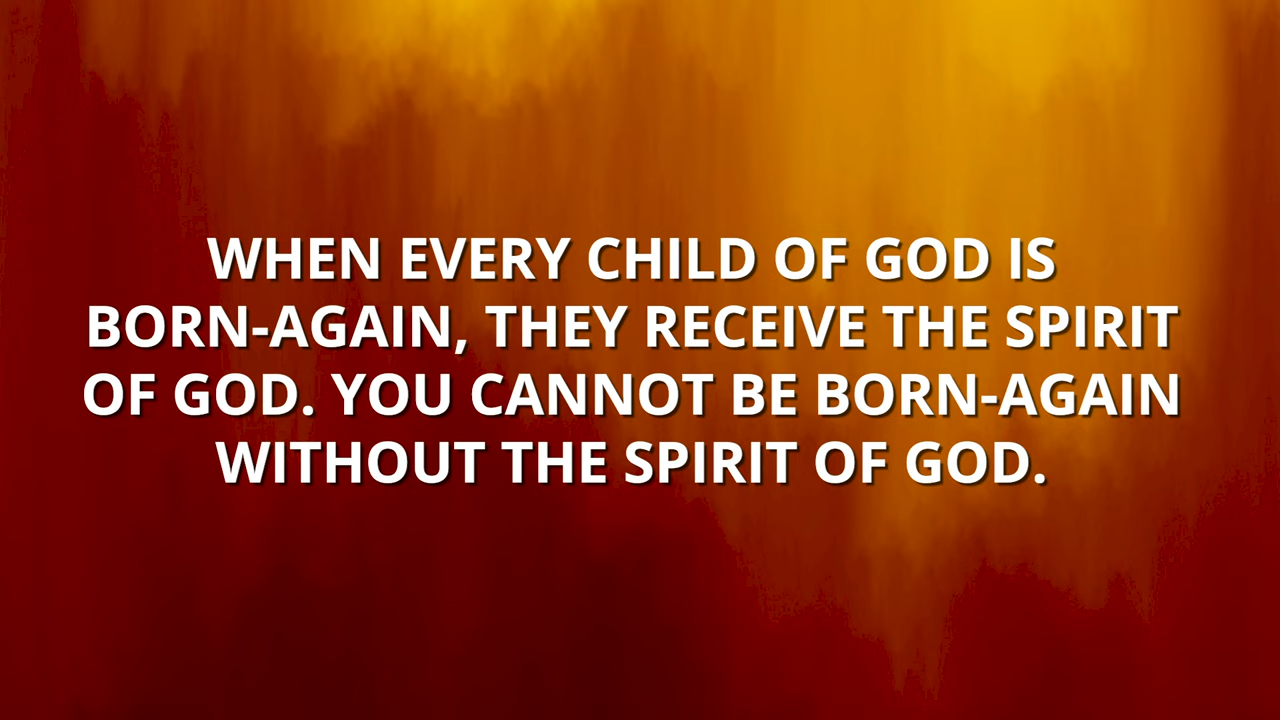 WHEN EVERY CHILD OF GOD IS
BORN-AGAIN, THEY RECEIVE THE SPIRIT
OF GOD. YOU CANNOT BE BORN-AGAIN
WITHOUT THE SPIRIT OF GOD.